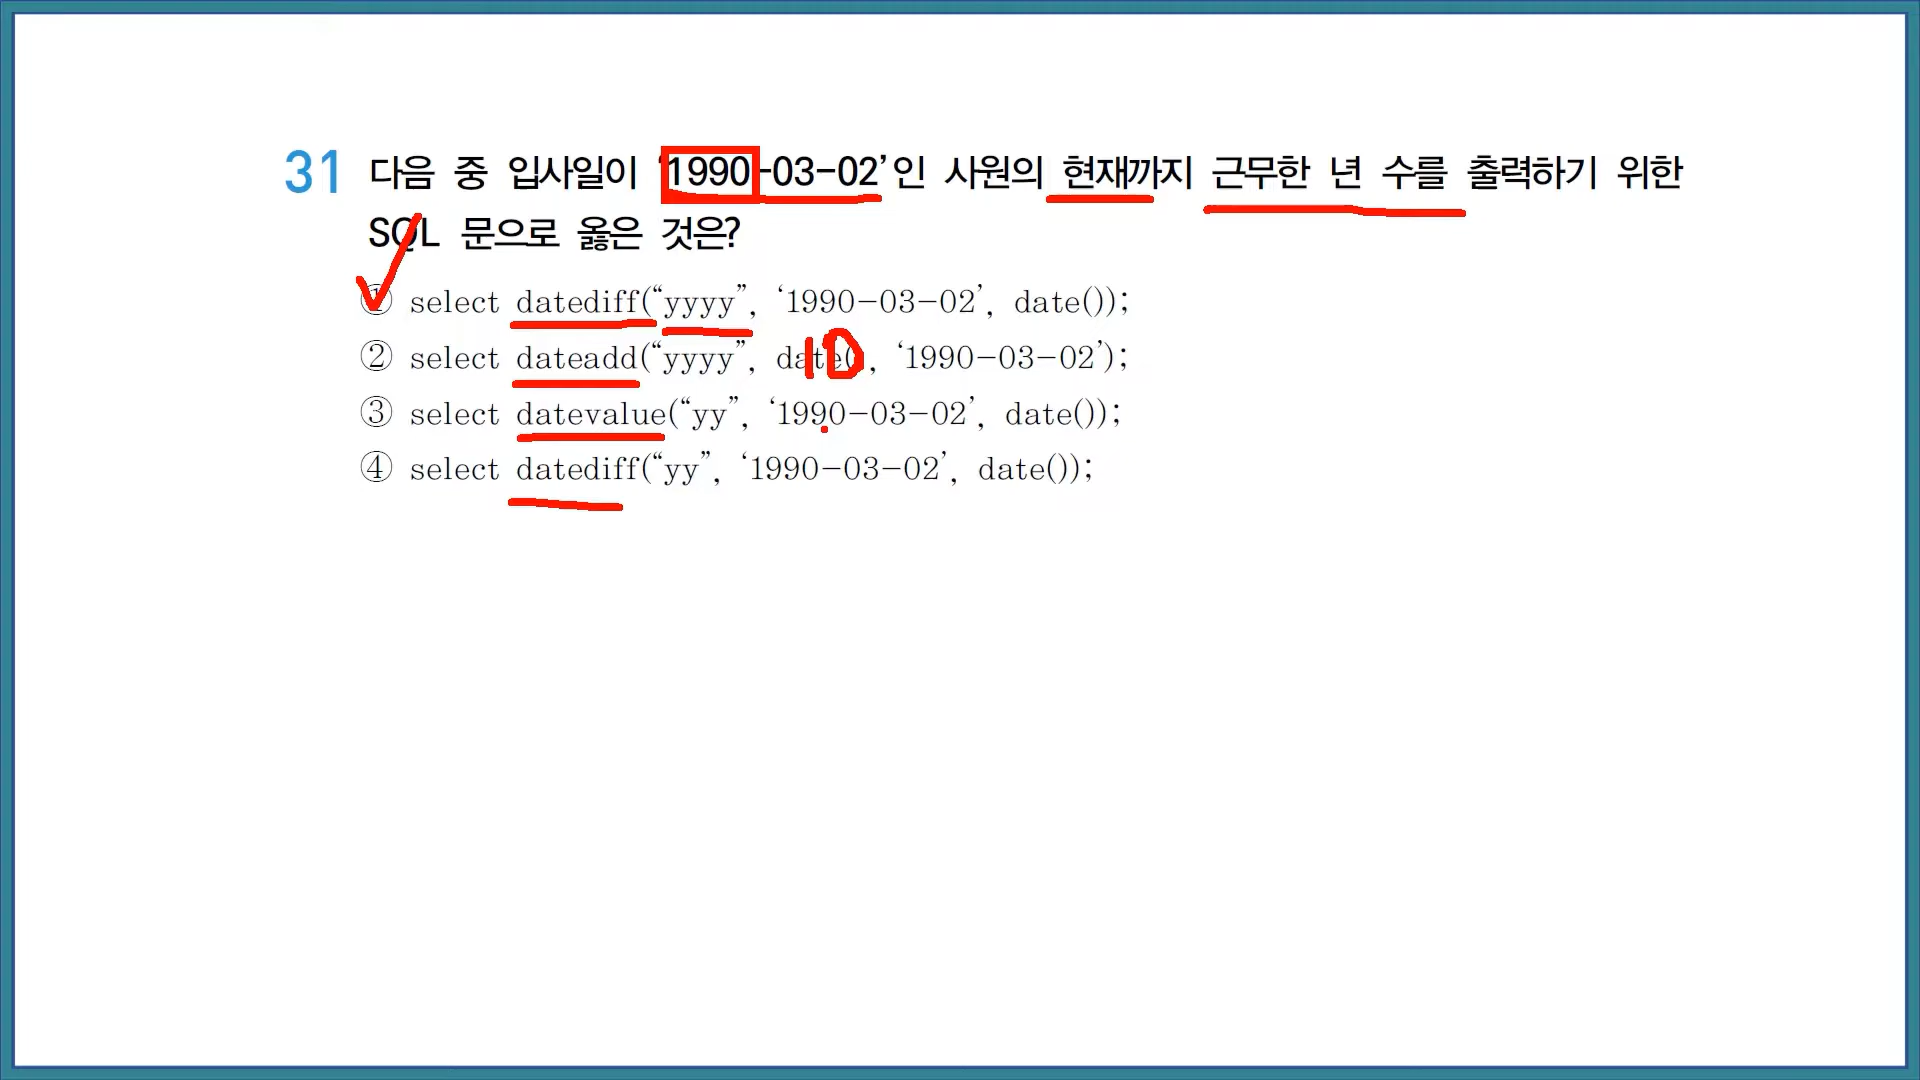 31 다음 중 입사일이 ‘1990-03-02’인 사원의 현재까지 근무한 년 수를 출력하기 위한
SQL 문으로 옳은 것은?
① select datediff(“yyyy”, ‘1990-03-02’, date());
② select dateadd(“yyyy”, date(), ‘1990-03-02’);
10
③ select datevalue(“yy”, ‘1990-03-02’, date());
④ select datediff(“yy”, ‘1990-03-02’, date());